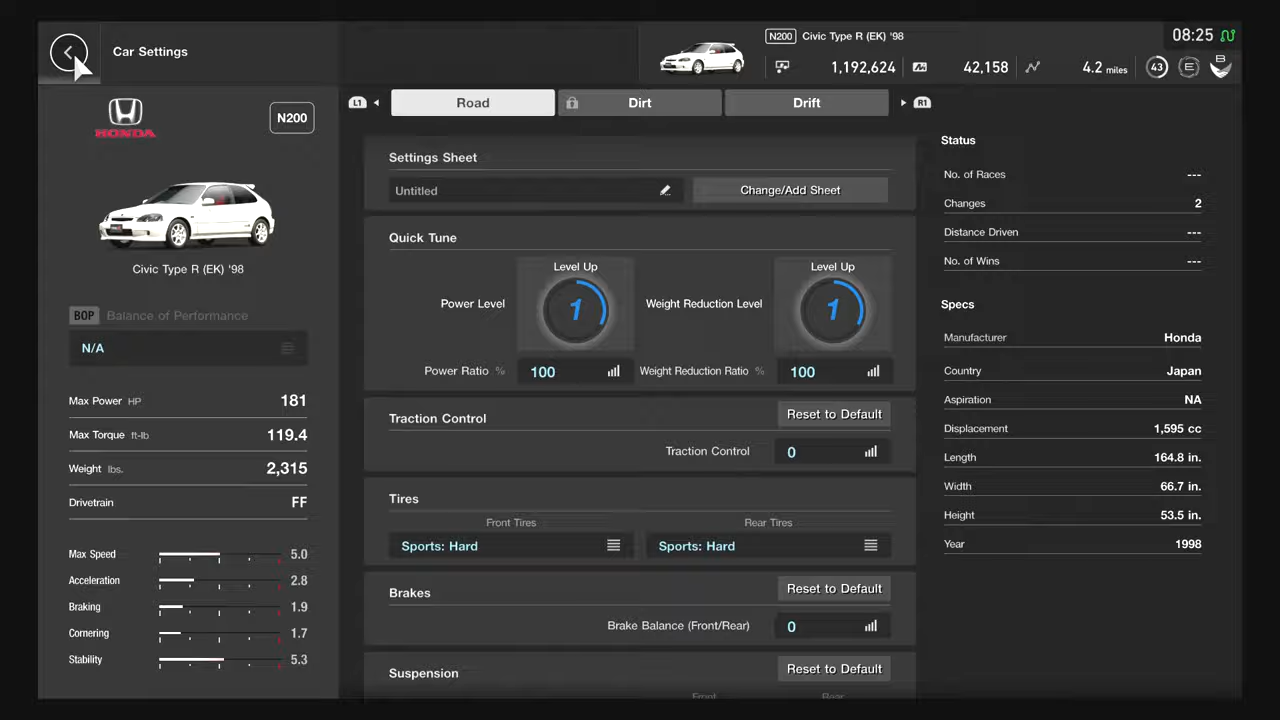 Car Settings
N200 Civic Type R (EK) '98
1,192,624
42,158
4.2 miles
43
E
B
08:25
HONDA
N200
Civic Type R (EK) '98
BOP Balance of Performance
N/A
Max Power HP 181
Max Torque ft-lb 119.4
Weight lbs. 2,315
Drivetrain FF
Max Speed 5.0
Acceleration 2.8
Braking 1.9
Cornering 1.7
Stability 5.3
L1 Road Dirt Drift R1
Settings Sheet
Untitled Change/Add Sheet
Quick Tune
Level Up Level Up
Power Level 1 Weight Reduction Level 1
Power Ratio % 100 Weight Reduction Ratio % 100
Traction Control Reset to Default
Traction Control 0
Tires
Front Tires Rear Tires
Sports: Hard Sports: Hard
Brakes Reset to Default
Brake Balance (Front/Rear) 0
Suspension Reset to Default
Front Rear
Status
No. of Races ---
Changes 2
Distance Driven ---
No. of Wins ---
Specs
Manufacturer Honda
Country Japan
Aspiration NA
Displacement 1,595 cc
Length 164.8 in.
Width 66.7 in.
Height 53.5 in.
Year 1998